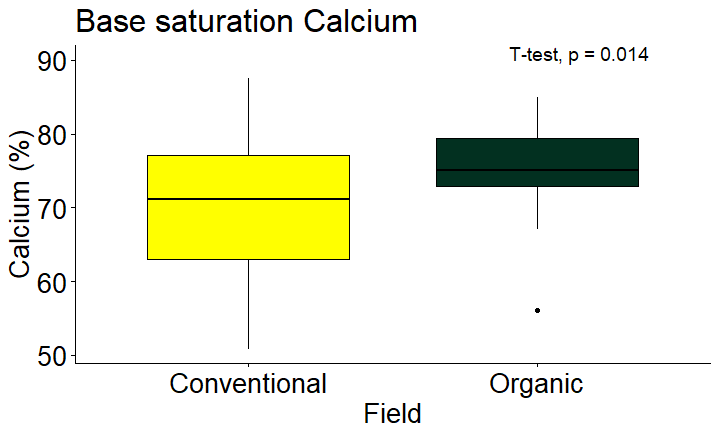 Base saturation Calcium
T-test, p = 0.014
Calcium (%)
90
80
70
60
50
Conventional
Organic
Field